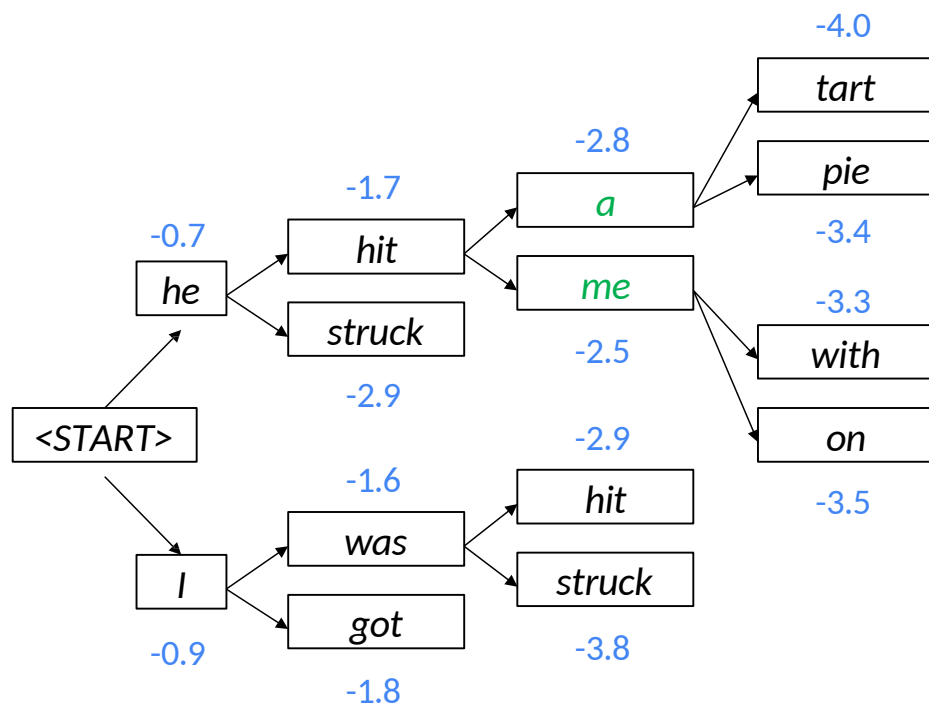 -4.0
tart
-2.8
pie
-1.7
a
-0.7
hit
-3.4
he
me
-3.3
struck
-2.5
with
-2.9
<START>
-2.9
on
-1.6
hit
-3.5
was
I
struck
got
-0.9
-3.8
-1.8